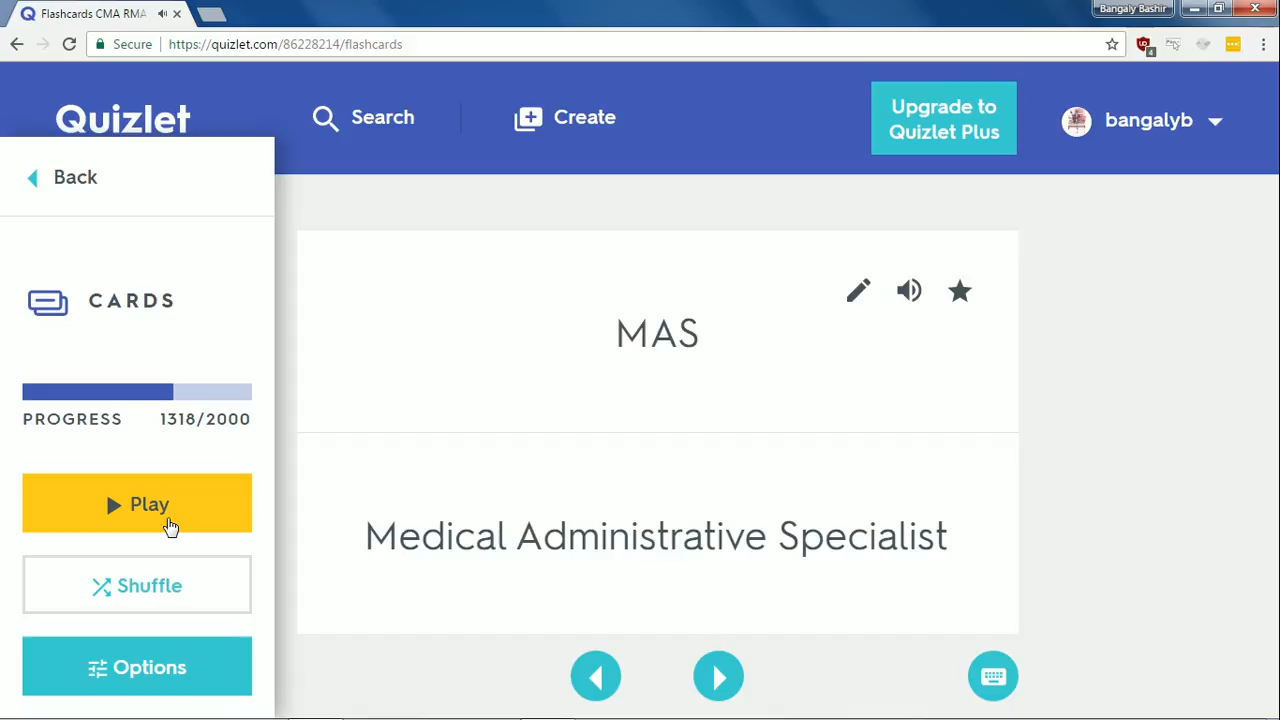 Flashcards CMA RMA
Bangaly Bashir
Secure
https://quizlet.com/86228214/flashcards
4
Quizlet
Search
Create
Upgrade to
Quizlet Plus
bangalyb
Back
CARDS
PROGRESS 1318/2000
Play
Shuffle
Options
MAS
Medical Administrative Specialist